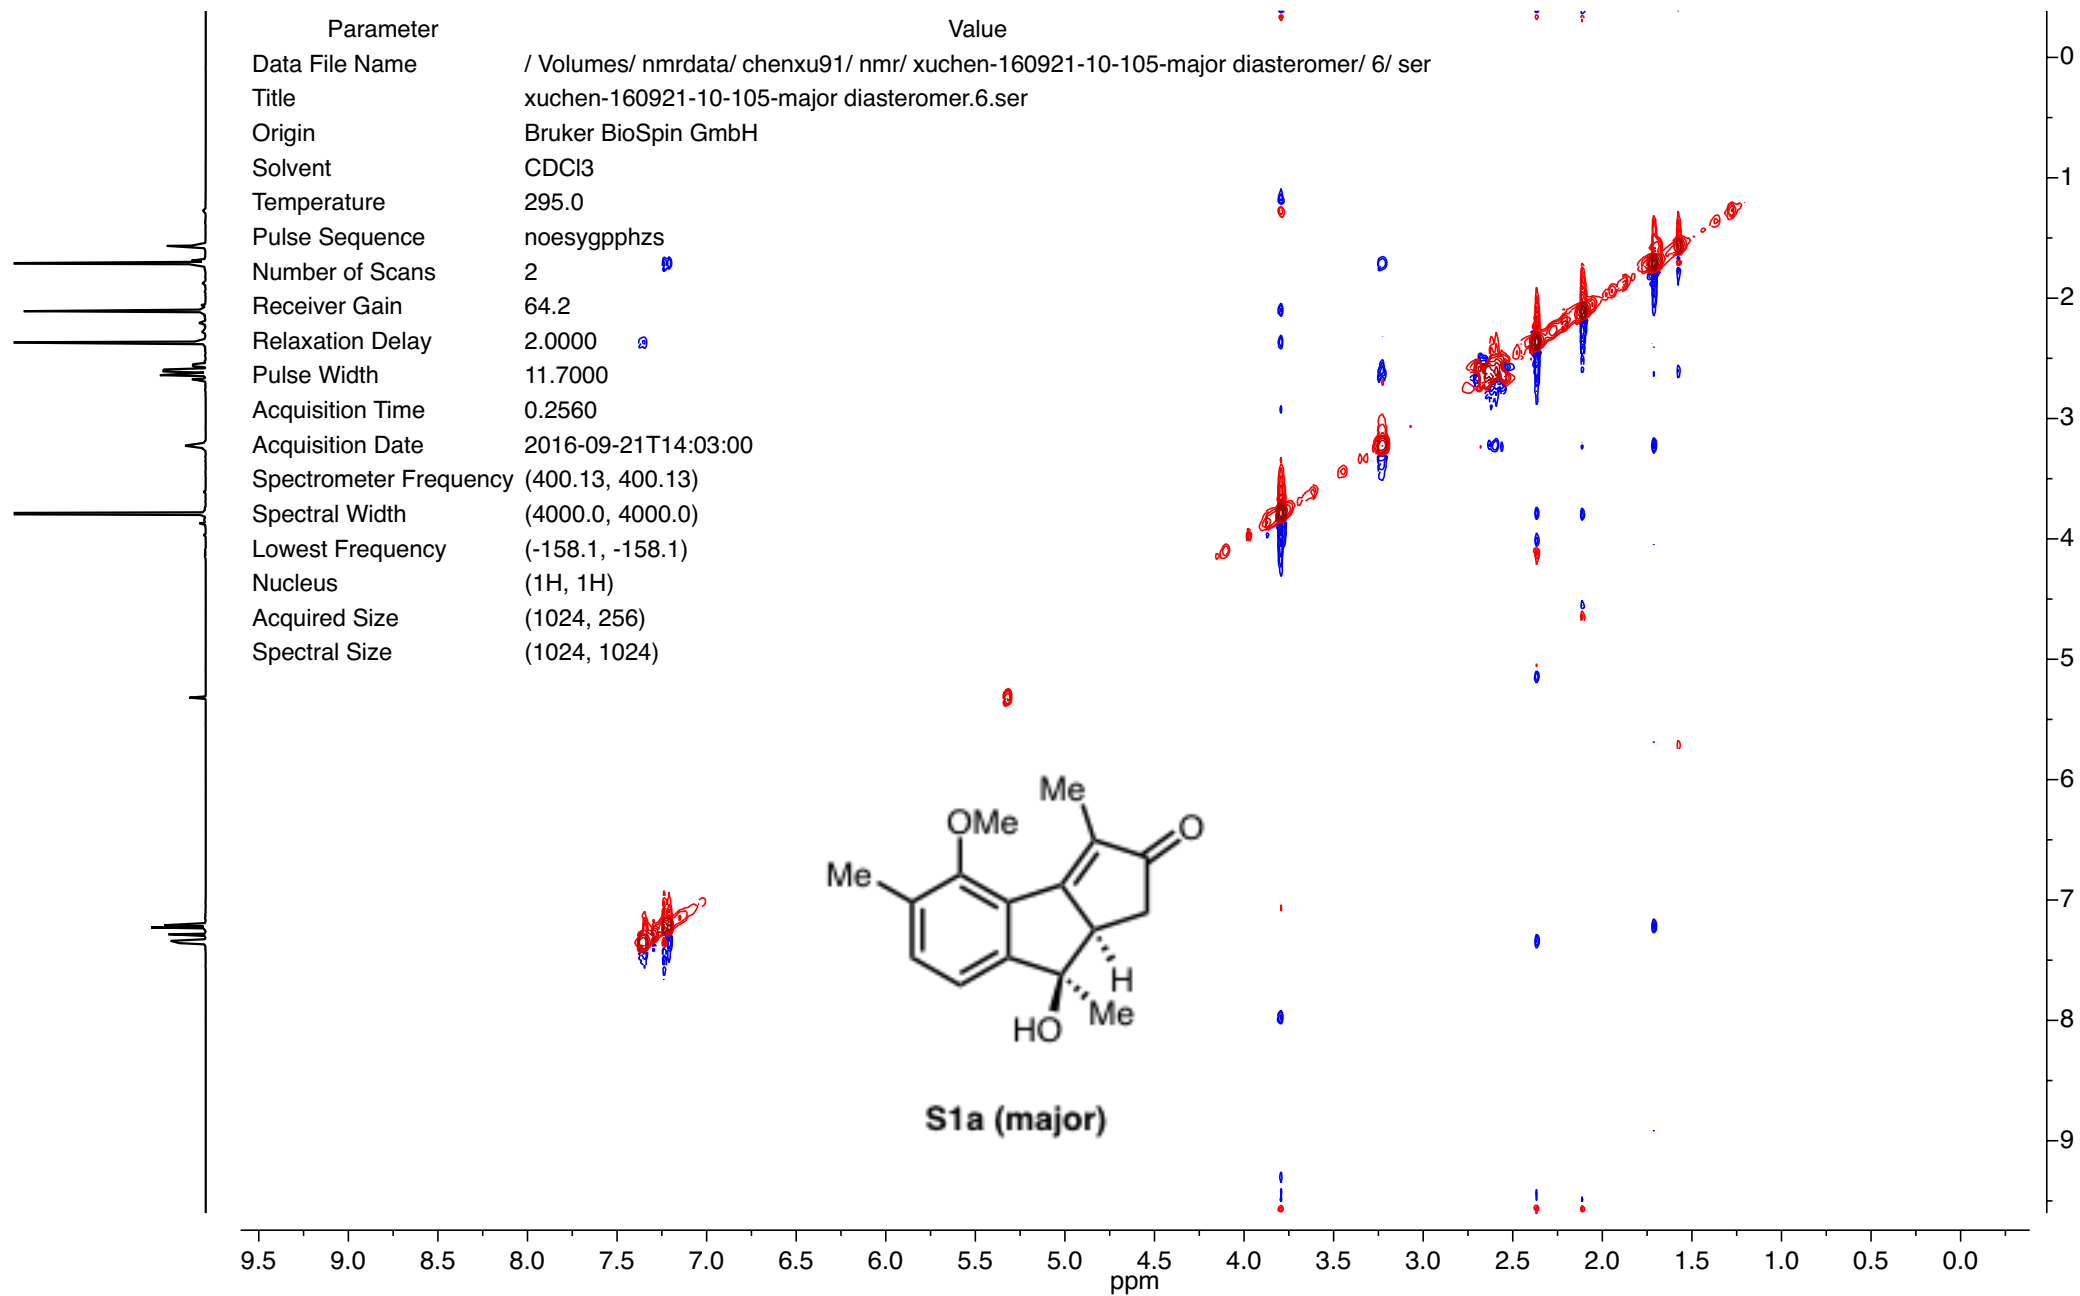 Parameter Value
Data File Name / Volumes/ nmrdata/ chenxu91/ nmr/ xuchen-160921-10-105-major diasteromer/ 6/ ser
Title xuchen-160921-10-105-major diasteromer.6.ser
Origin Bruker BioSpin GmbH
Solvent CDCl3
Temperature 295.0
Pulse Sequence noesygpphzs
Number of Scans 2
Receiver Gain 64.2
Relaxation Delay 2.0000
Pulse Width 11.7000
Acquisition Time 0.2560
Acquisition Date 2016-09-21T14:03:00
Spectrometer Frequency (400.13, 400.13)
Spectral Width (4000.0, 4000.0)
Lowest Frequency (-158.1, -158.1)
Nucleus (1H, 1H)
Acquired Size (1024, 256)
Spectral Size (1024, 1024)
0
1
2
3
4
5
6
7
8
9
Me
OMe
O
Me
H
Me
HO
S1a (major)
9.5 9.0 8.5 8.0 7.5 7.0 6.5 6.0 5.5 5.0 4.5 4.0 3.5 3.0 2.5 2.0 1.5 1.0 0.5 0.0
ppm